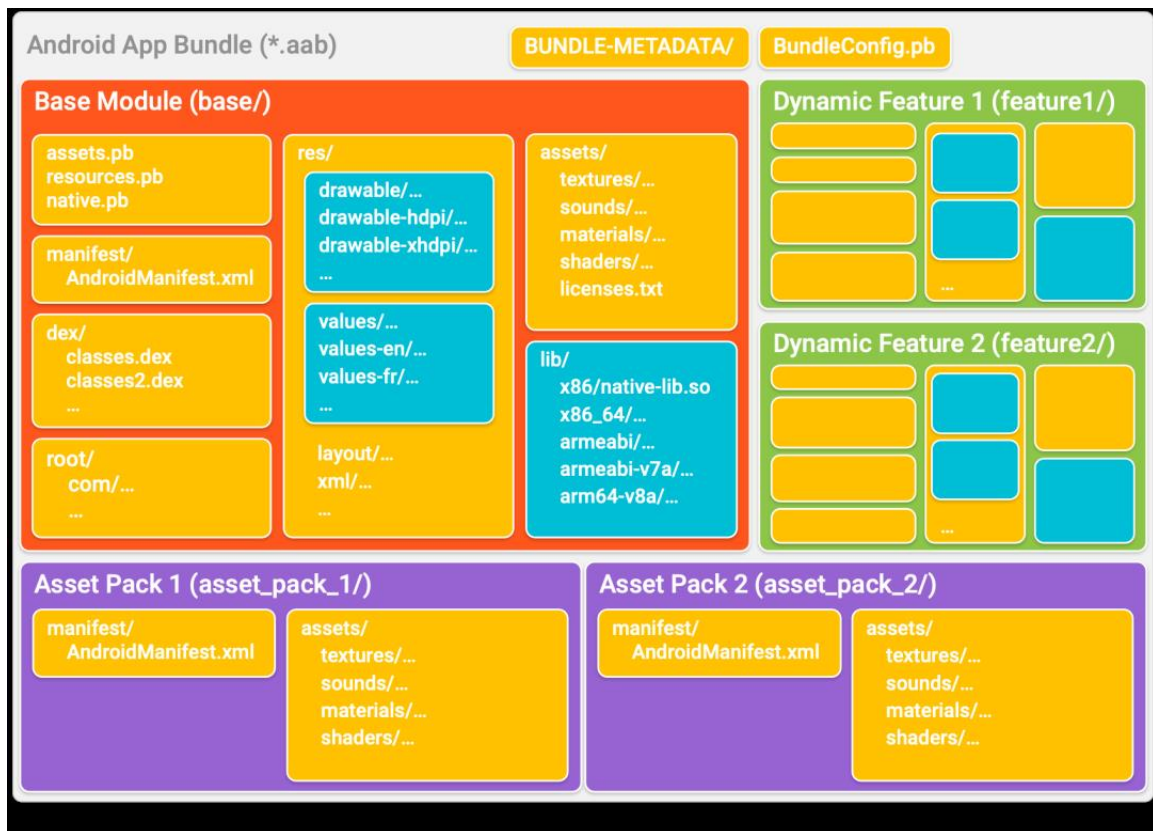 Android App Bundle (*.aab)
BUNDLE-METADATA/
BundleConfig.pb
Base Module (base/)
assets.pb
resources.pb
native.pb
manifest/
AndroidManifest.xml
dex/
classes.dex
classes2.dex
...
root/
com/...
...
res/
drawable/...
drawable-hdpi/...
drawable-xhdpi/...
...
values/...
values-en/...
values-fr/...
...
layout/...
xml/...
...
assets/
textures/...
sounds/...
materials/...
shaders/...
licenses.txt
lib/
x86/native-lib.so
x86_64/...
armeabi/...
armeabi-v7a/...
arm64-v8a/...
Dynamic Feature 1 (feature1/)
...
Dynamic Feature 2 (feature2/)
...
Asset Pack 1 (asset_pack_1/)
manifest/
AndroidManifest.xml
assets/
textures/...
sounds/...
materials/...
shaders/...
Asset Pack 2 (asset_pack_2/)
manifest/
AndroidManifest.xml
assets/
textures/...
sounds/...
materials/...
shaders/...